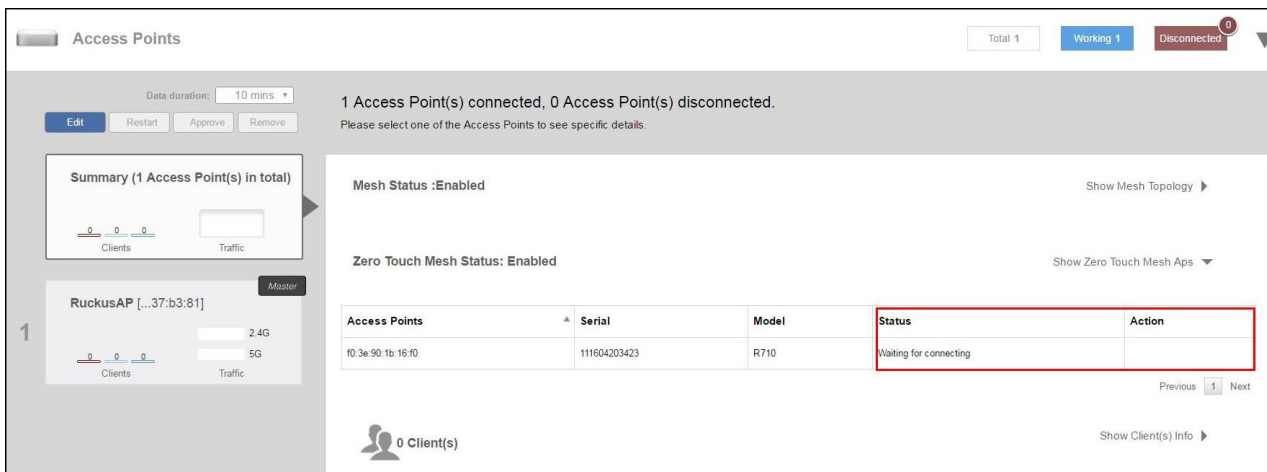 Access Points
Total 1
Working 1
Disconnected
0
Data duration: 10 mins
Edit Restart Approve Remove
1 Access Point(s) connected, 0 Access Point(s) disconnected.
Please select one of the Access Points to see specific details.
Summary (1 Access Point(s) in total)
0 0 0
Clients Traffic
1
Master
RuckusAP [...37:b3:81]
2.4G
5G
0 0 0
Clients Traffic
Mesh Status :Enabled
Show Mesh Topology
Zero Touch Mesh Status: Enabled
Show Zero Touch Mesh Aps
Access Points Serial Model Status Action
f0:3e:90:1b:16:f0 111604203423 R710 Waiting for connecting
Previous 1 Next
0 Client(s)
Show Client(s) Info